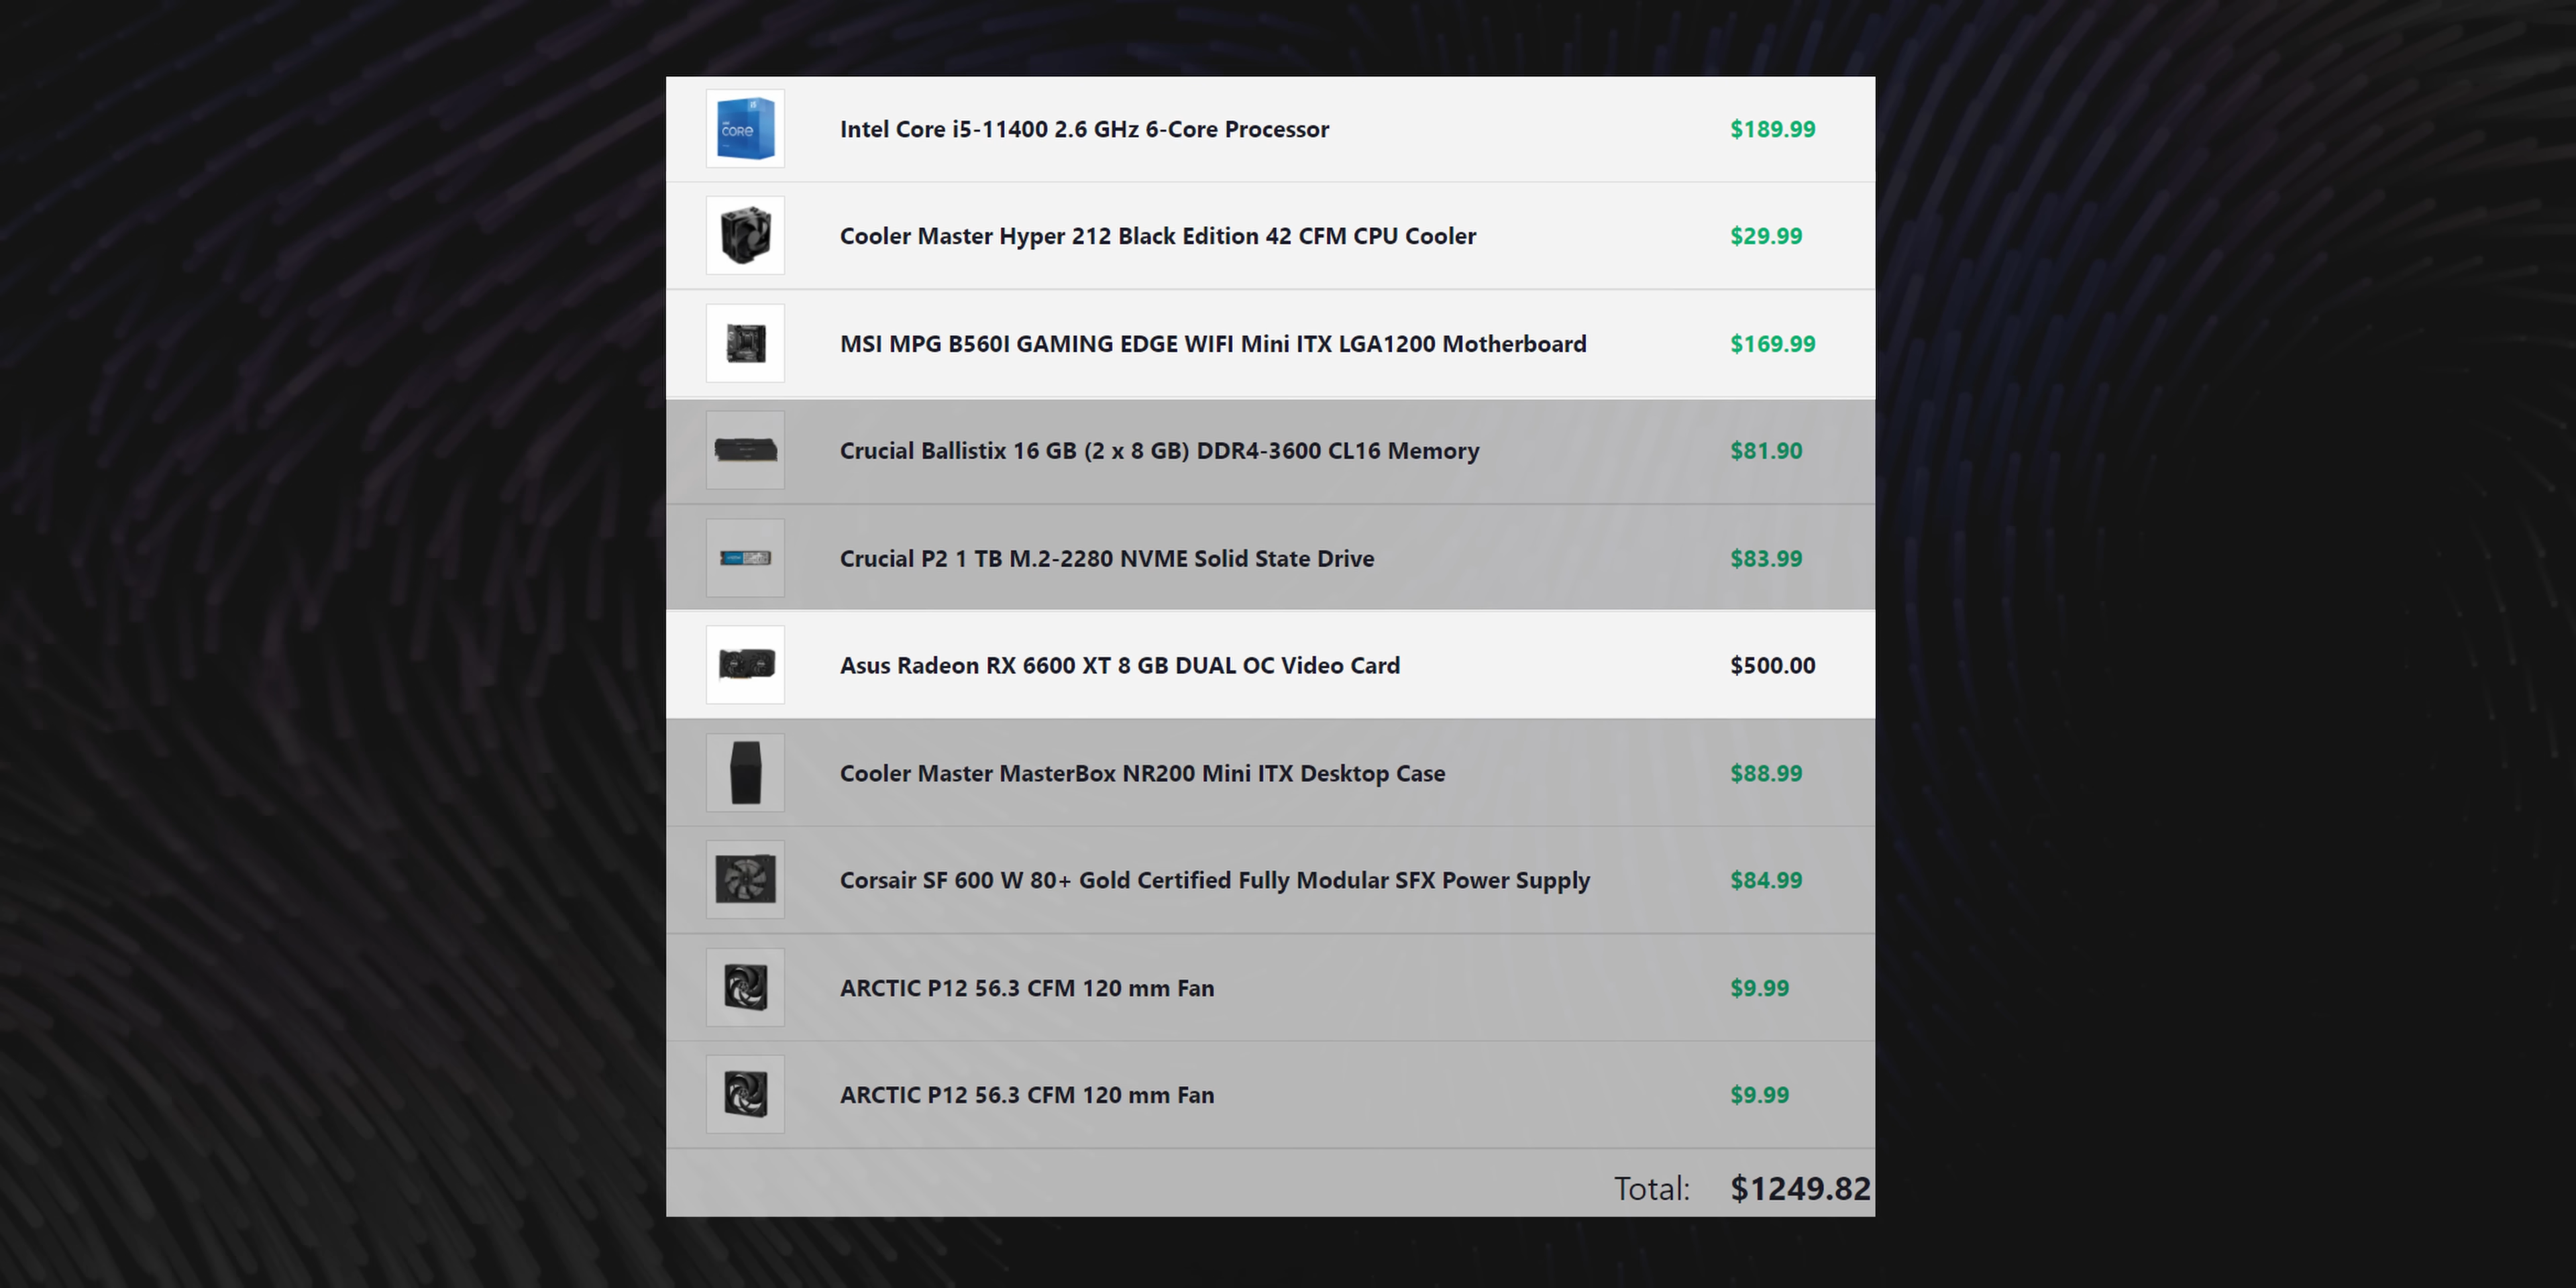 intel
CORE
i5
Intel Core i5-11400 2.6 GHz 6-Core Processor $189.99
Cooler Master Hyper 212 Black Edition 42 CFM CPU Cooler $29.99
MSI MPG B560I GAMING EDGE WIFI Mini ITX LGA1200 Motherboard $169.99
Crucial Ballistix 16 GB (2 x 8 GB) DDR4-3600 CL16 Memory $81.90
Crucial P2 1 TB M.2-2280 NVME Solid State Drive $83.99
Asus Radeon RX 6600 XT 8 GB DUAL OC Video Card $500.00
Cooler Master MasterBox NR200 Mini ITX Desktop Case $88.99
Corsair SF 600 W 80+ Gold Certified Fully Modular SFX Power Supply $84.99
ARCTIC P12 56.3 CFM 120 mm Fan $9.99
ARCTIC P12 56.3 CFM 120 mm Fan $9.99
Total: $1249.82